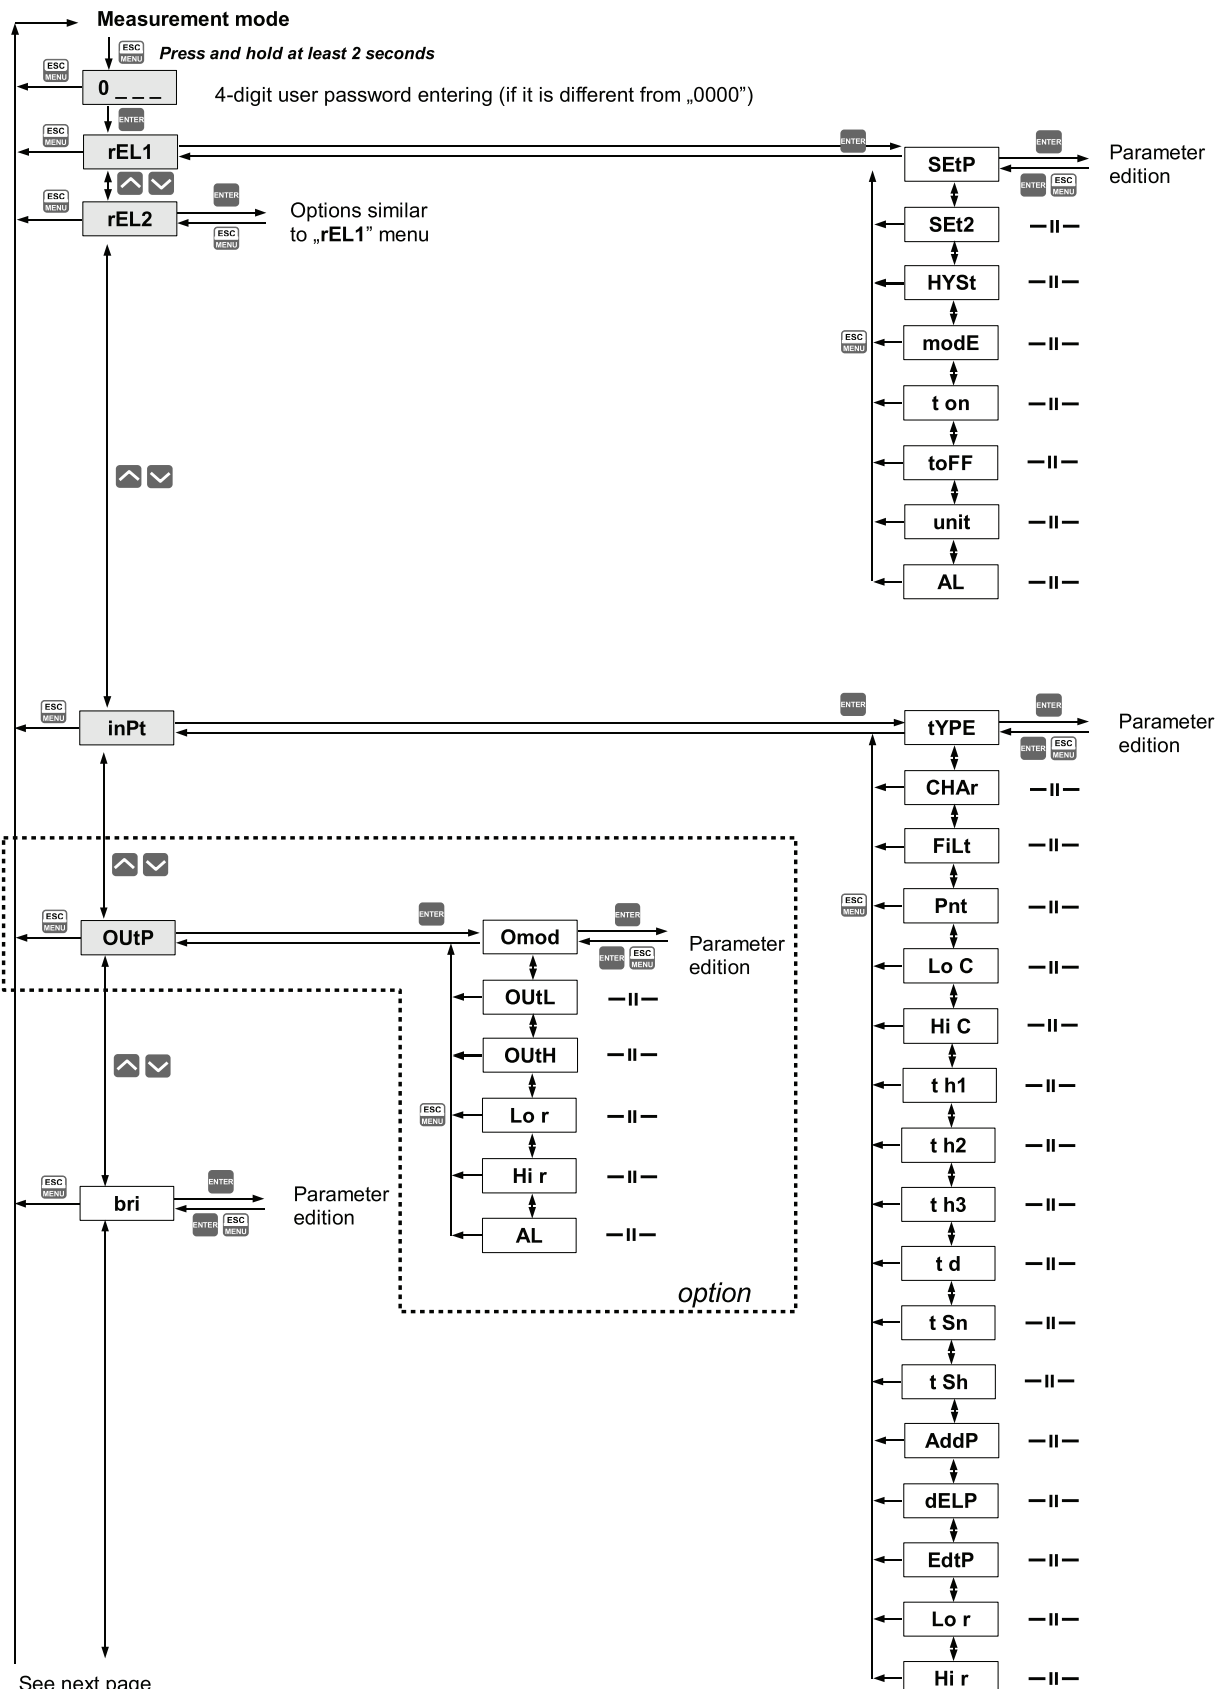 Measurement mode
ESC
MENU
Press and hold at least 2 seconds
ESC
MENU
0 _ _ _
4-digit user password entering (if it is different from „0000”)
ENTER
ESC
MENU
rEL1
ENTER
SEtP
ENTER
ENTER
ESC
MENU
Parameter
edition
ESC
MENU
rEL2
ENTER
ESC
MENU
Options similar
to „rEL1” menu
SEt2
—II—
HYSt
—II—
ESC
MENU
modE
—II—
t on
—II—
toFF
—II—
unit
—II—
AL
—II—
ESC
MENU
inPt
ENTER
tYPE
ENTER
ENTER
ESC
MENU
Parameter
edition
CHAr
—II—
FiLt
—II—
ESC
MENU
Pnt
—II—
ESC
MENU
OUtP
ENTER
Omod
ENTER
ENTER
ESC
MENU
Parameter
edition
Lo C
—II—
OUtL
—II—
Hi C
—II—
OUtH
—II—
t h1
—II—
ESC
MENU
Lo r
—II—
t h2
—II—
Hi r
—II—
ESC
MENU
bri
ENTER
ENTER
ESC
MENU
Parameter
edition
t h3
—II—
AL
—II—
t d
—II—
option
t Sn
—II—
t Sh
—II—
AddP
—II—
dELP
—II—
EdtP
—II—
Lo r
—II—
Hi r
—II—
See next page